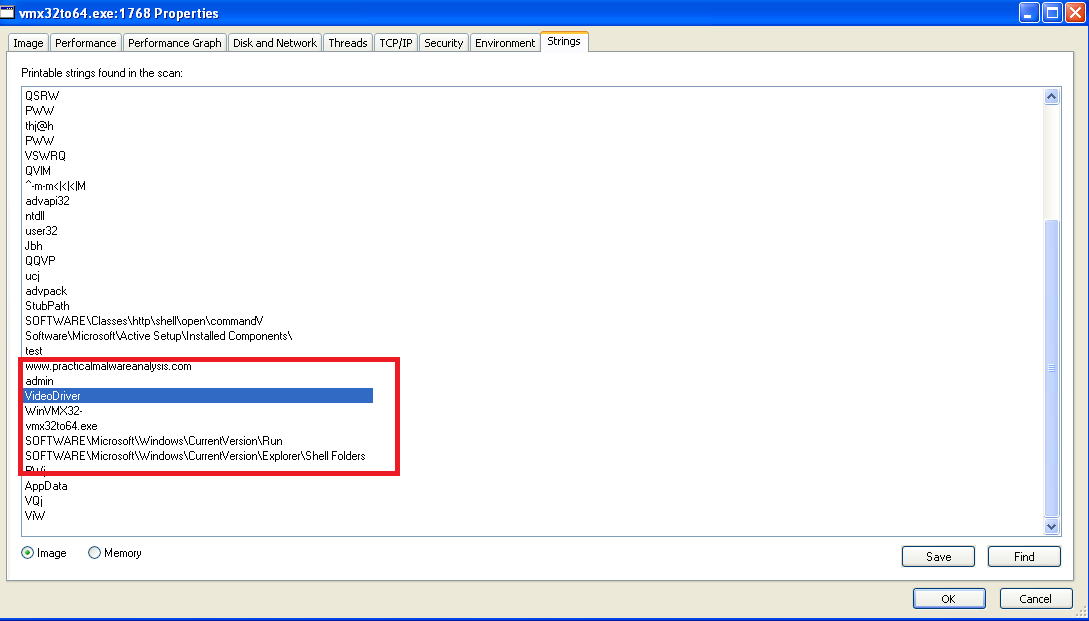 vmx32to64.exe:1768 Properties
Image Performance Performance Graph Disk and Network Threads TCP/IP Security Environment Strings
Printable strings found in the scan:
QSRW
PWW
thj@h
PWW
VSWRQ
QVIM
^-m-m<|<|<|M
advapi32
ntdll
user32
Jbh
QQVP
ucj
advpack
StubPath
SOFTWARE\Classes\http\shell\open\commandV
Software\Microsoft\Active Setup\Installed Components\
test
www.practicalmalwareanalysis.com
admin
VideoDriver
WinVMX32-
vmx32to64.exe
SOFTWARE\Microsoft\Windows\CurrentVersion\Run
SOFTWARE\Microsoft\Windows\CurrentVersion\Explorer\Shell Folders
AppData
VQj
ViW
Image Memory
Save Find
OK Cancel